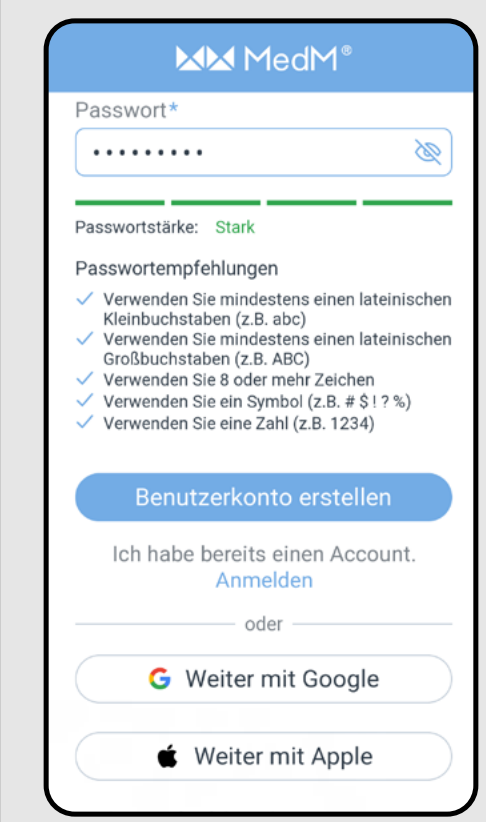 MedM®
Passwort*
•••••••••
Passwortstärke: Stark
Passwortempfehlungen
Verwenden Sie mindestens einen lateinischen
Kleinbuchstaben (z.B. abc)
Verwenden Sie mindestens einen lateinischen
Großbuchstaben (z.B. ABC)
Verwenden Sie 8 oder mehr Zeichen
Verwenden Sie ein Symbol (z.B. # $ ! ? %)
Verwenden Sie eine Zahl (z.B. 1234)
Benutzerkonto erstellen
Ich habe bereits einen Account.
Anmelden
oder
Weiter mit Google
Weiter mit Apple